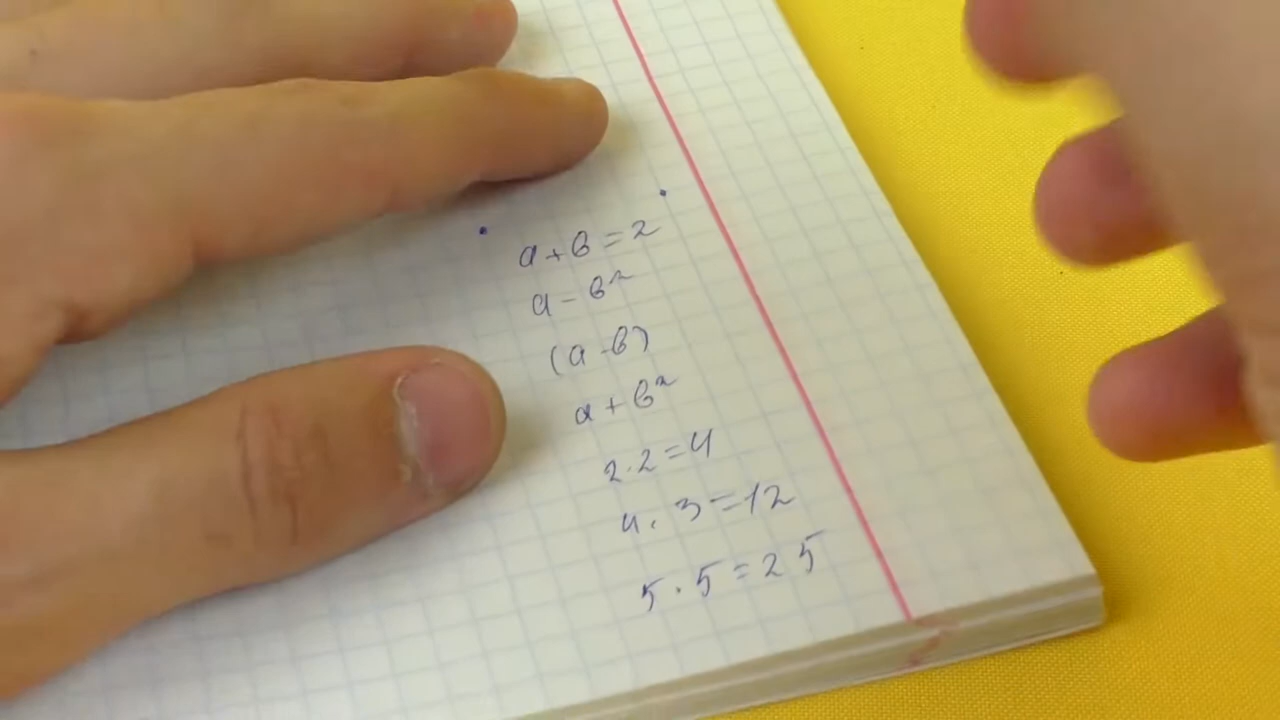 a + b = 2
a - b²
(a - b)
a + b²
2 · 2 = 4
4 · 3 = 12
5 · 5 = 25